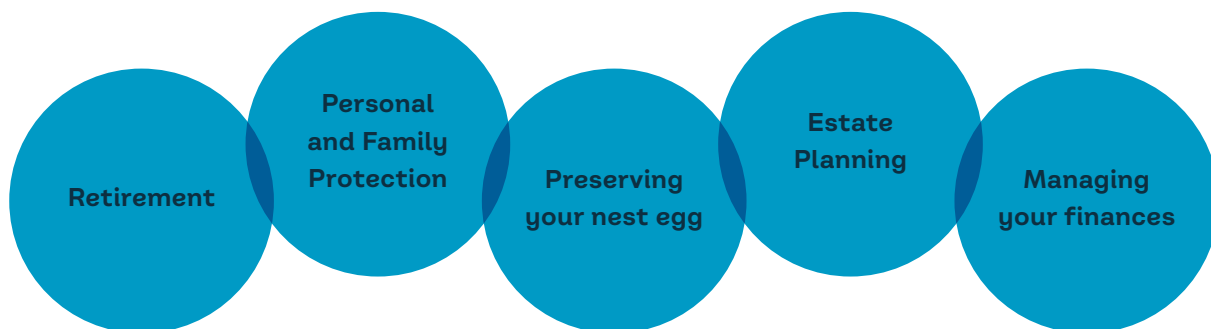 Retirement
Personal
and Family
Protection
Preserving
your nest egg
Estate
Planning
Managing
your finances